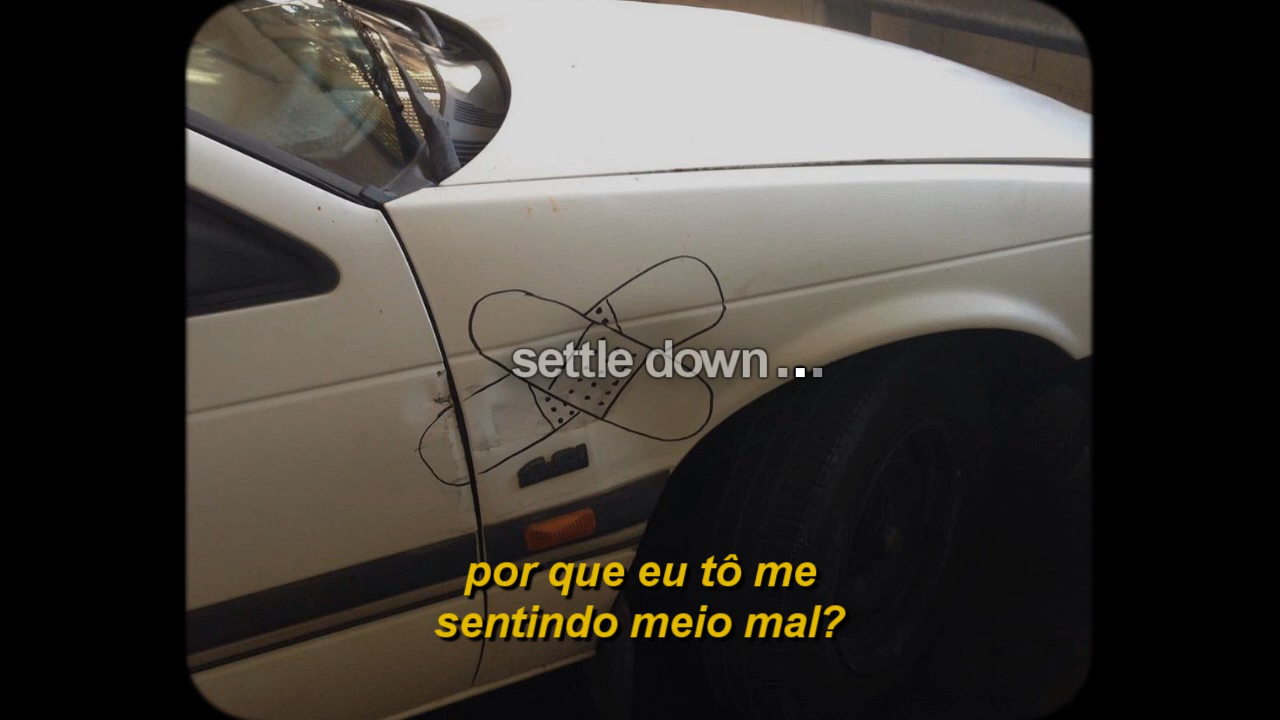 settle down...
por que eu tô me
sentindo meio mal?